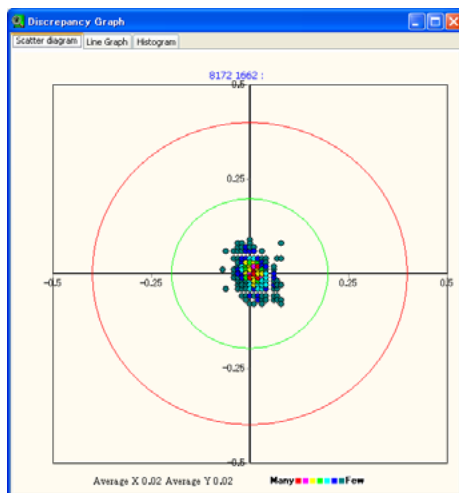 Discrepancy Graph
Scatter diagram Line Graph Histogram
8172 1662 :
0.5
0.25
-0.5 -0.25 0.25 0.5
-0.25
-0.5
Average X 0.02 Average Y 0.02 Many Few